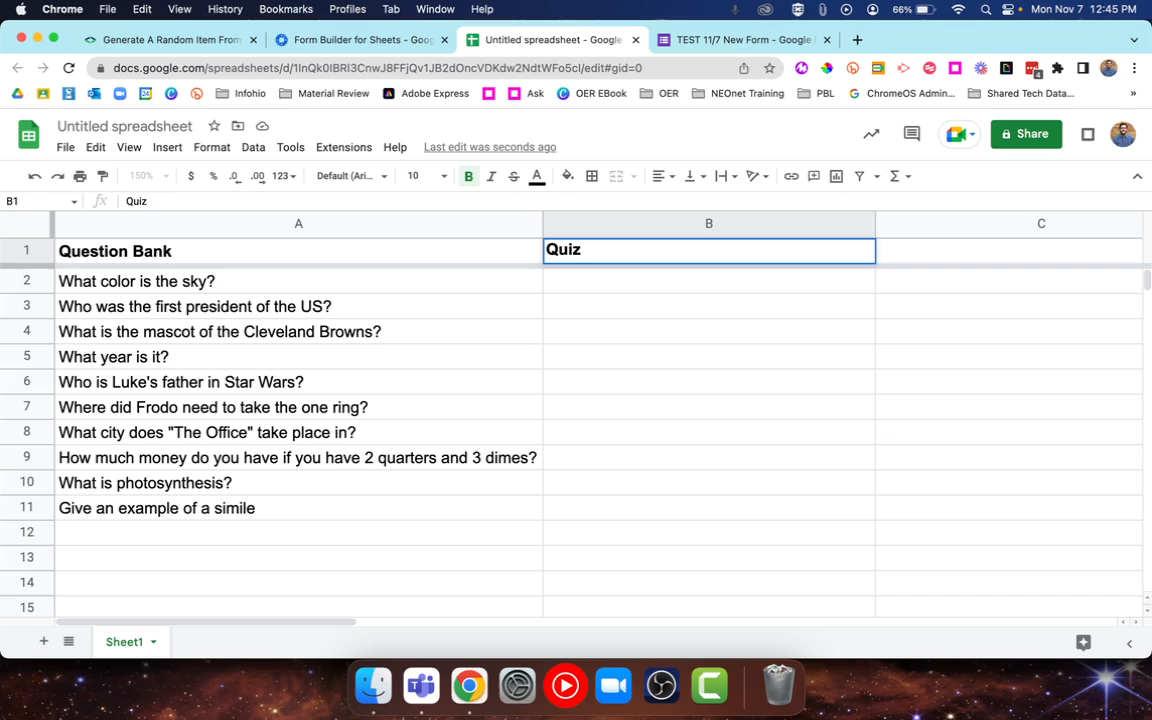 Chrome File Edit View History Bookmarks Profiles Tab Window Help 66% Mon Nov 7 12:45 PM
Generate A Random Item From Form Builder for Sheets - Goog Untitled spreadsheet - Google TEST 11/7 New Form - Google
docs.google.com/spreadsheets/d/1InQk0IBRl3CnwJ8FFjQv1JB2dOncVDKdw2NdtWFo5cI/edit#gid=0
Infohio Material Review Adobe Express Ask OER EBook OER NEOnet Training PBL ChromeOS Admin... Shared Tech Data... »
Untitled spreadsheet
File Edit View Insert Format Data Tools Extensions Help Last edit was seconds ago Share
150% $ % .0 .00 123 Default (Ari... 10 B I S A
B1 fx Quiz
A B C
1 Question Bank Quiz
2 What color is the sky?
3 Who was the first president of the US?
4 What is the mascot of the Cleveland Browns?
5 What year is it?
6 Who is Luke's father in Star Wars?
7 Where did Frodo need to take the one ring?
8 What city does "The Office" take place in?
9 How much money do you have if you have 2 quarters and 3 dimes?
10 What is photosynthesis?
11 Give an example of a simile
12
13
14
15
Sheet1